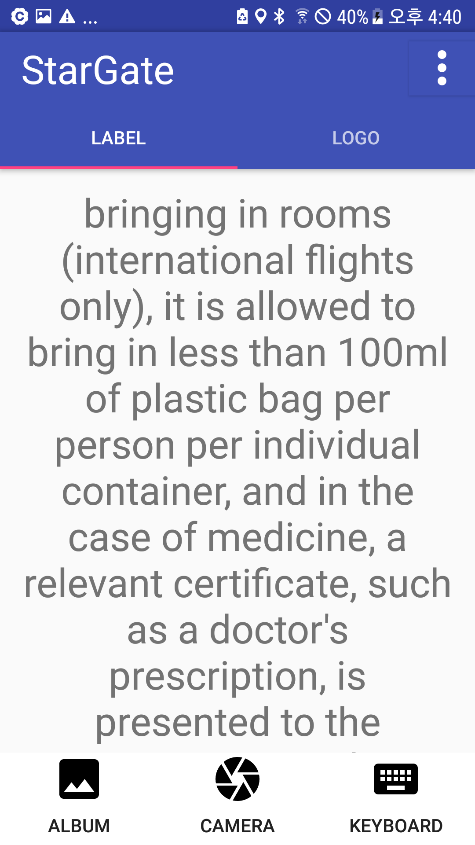 ... 40% 오후 4:40
StarGate
LABEL LOGO
bringing in rooms
(international flights
only), it is allowed to
bring in less than 100ml
of plastic bag per
person per individual
container, and in the
case of medicine, a
relevant certificate, such
as a doctor's
prescription, is
presented to the
ALBUM CAMERA KEYBOARD